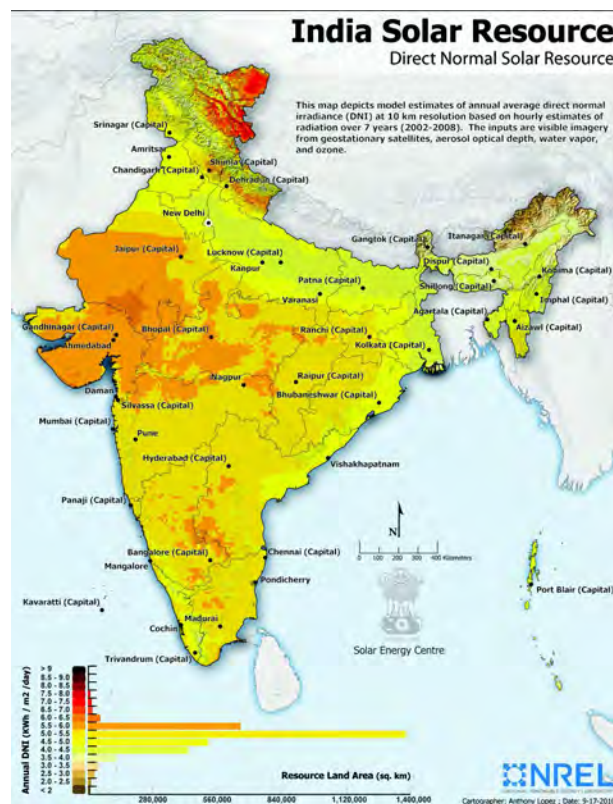 India Solar Resource
Direct Normal Solar Resource
This map depicts model estimates of annual average direct normal
irradiance (DNI) at 10 km resolution based on hourly estimates of
radiation over 7 years (2002-2008). The inputs are visible imagery
from geostationary satellites, aerosol optical depth, water vapor,
and ozone.
Srinagar (Capital)
Amritsar
Shimla (Capital)
Chandigarh (Capital)
Dehradun (Capital)
New Delhi
Jaipur (Capital)
Lucknow (Capital)
Kanpur
Gangtok (Capital)
Itanagar (Capital)
Dispur (Capital)
Patna (Capital)
Shillong (Capital)
Kohima (Capital)
Varanasi
Imphal (Capital)
Agartala (Capital)
Aizawl (Capital)
Gandhinagar (Capital)
Ahmedabad
Bhopal (Capital)
Ranchi (Capital)
Kolkata (Capital)
Nagpur
Raipur (Capital)
Bhubaneshwar (Capital)
Daman
Silvassa (Capital)
Mumbai (Capital)
Pune
Hyderabad (Capital)
Vishakhapatnam
Panaji (Capital)
N
0 100 200 300 400 Kilometers
Bangalore (Capital)
Chennai (Capital)
Mangalore
Pondicherry
Port Blair (Capital)
Kavaratti (Capital)
Cochin
Madurai
Solar Energy Centre
Trivandrum (Capital)
Annual DNI (KWh / m2 /day)
> 9
8.5 - 9.0
8.0 - 8.5
7.5 - 8.0
7.0 - 7.5
6.5 - 7.0
6.0 - 6.5
5.5 - 6.0
5.0 - 5.5
4.5 - 5.0
4.0 - 4.5
3.5 - 4.0
3.0 - 3.5
2.5 - 3.0
2.0 - 2.5
< 2
Resource Land Area (sq. km)
280,000 560,000 840,000 1,120,000 1,400,000
NREL
Cartographer: Anthony Lopez ; Date: